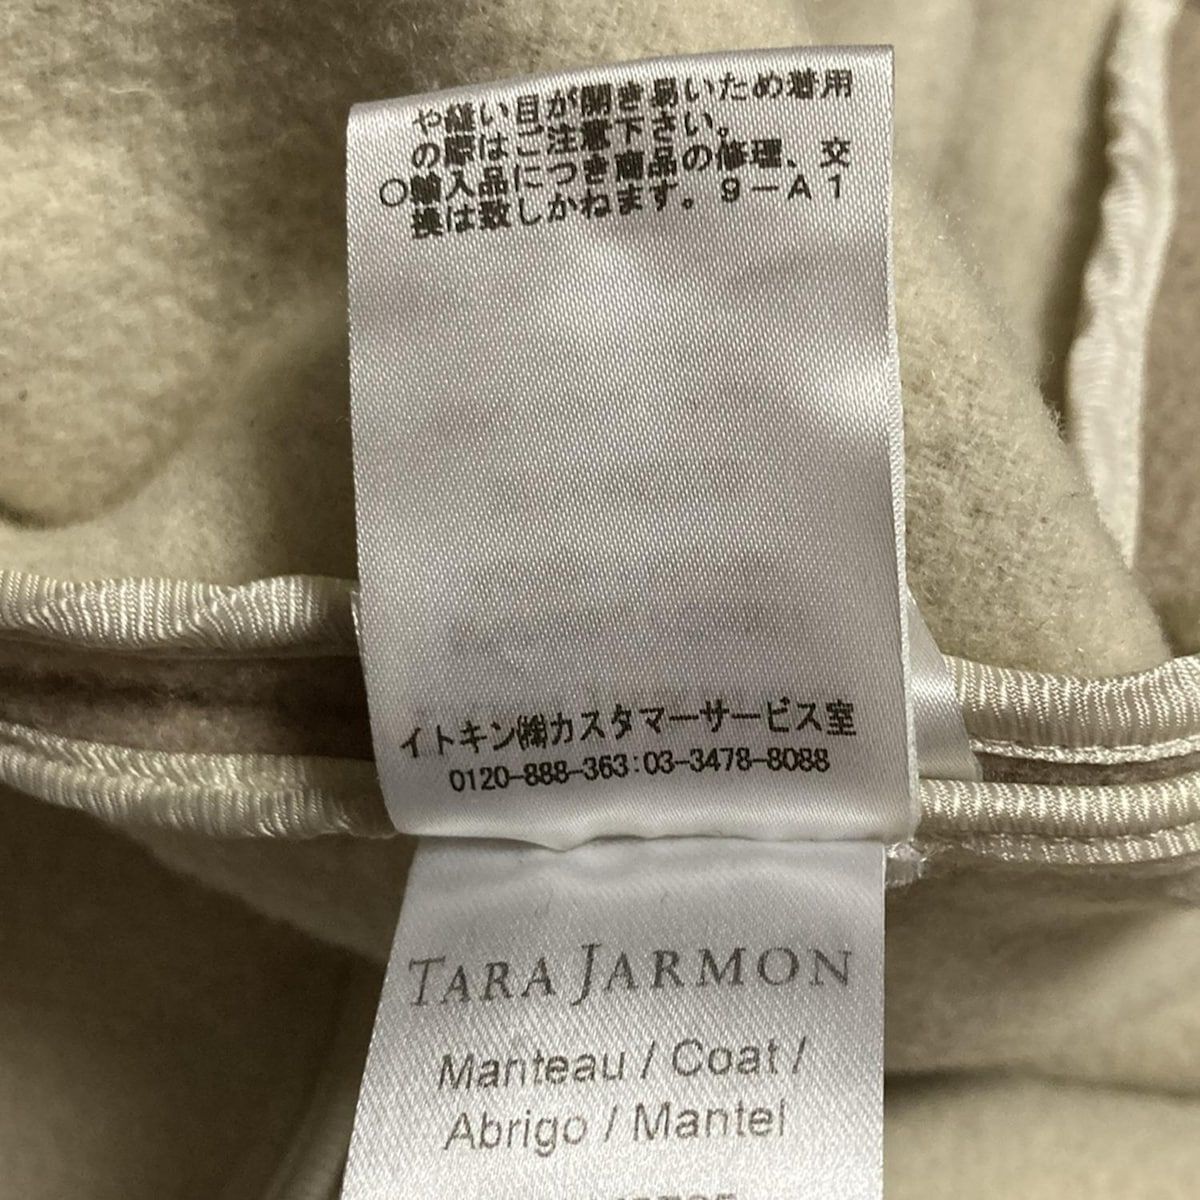 や縫い目が開き易いため着用
の際はご注意下さい。
○輸入品につき商品の修理、交
換は致しかねます。9-A1
イトキン㈱カスタマーサービス室
0120-888-363:03-3478-8088
TARA JARMON
Manteau / Coat /
Abrigo / Mantel